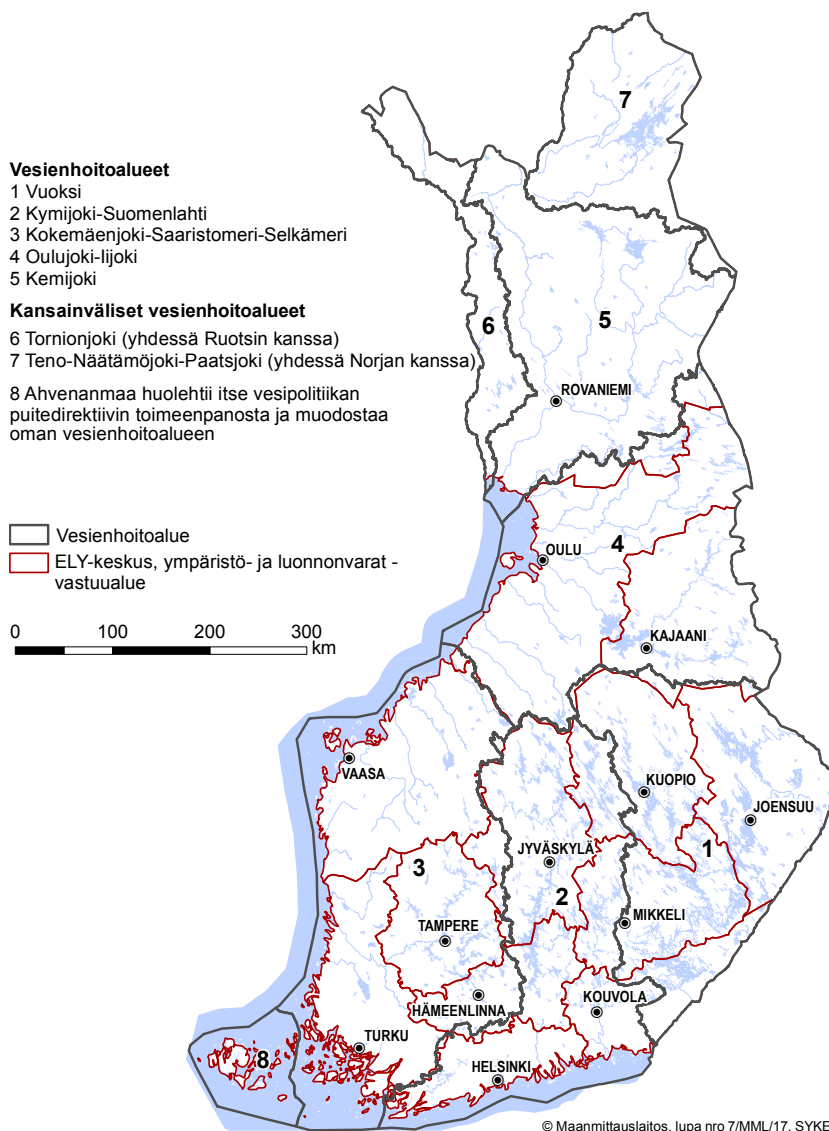 Vesienhoitoalueet
1 Vuoksi
2 Kymijoki-Suomenlahti
3 Kokemäenjoki-Saaristomeri-Selkämeri
4 Oulujoki-Iijoki
5 Kemijoki
Kansainväliset vesienhoitoalueet
6 Tornionjoki (yhdessä Ruotsin kanssa)
7 Teno-Näätämöjoki-Paatsjoki (yhdessä Norjan kanssa)
8 Ahvenanmaa huolehtii itse vesipolitiikan
puitedirektiivin toimeenpanosta ja muodostaa
oman vesienhoitoalueen
Vesienhoitoalue
ELY-keskus, ympäristö- ja luonnonvarat -
vastuualue
0 100 200 300
km
7
6
5
ROVANIEMI
4
OULU
KAJAANI
VAASA
KUOPIO
JOENSUU
1
JYVÄSKYLÄ
3
2
MIKKELI
TAMPERE
HÄMEENLINNA
KOUVOLA
TURKU
8
HELSINKI
© Maanmittauslaitos, lupa nro 7/MML/17, SYKE